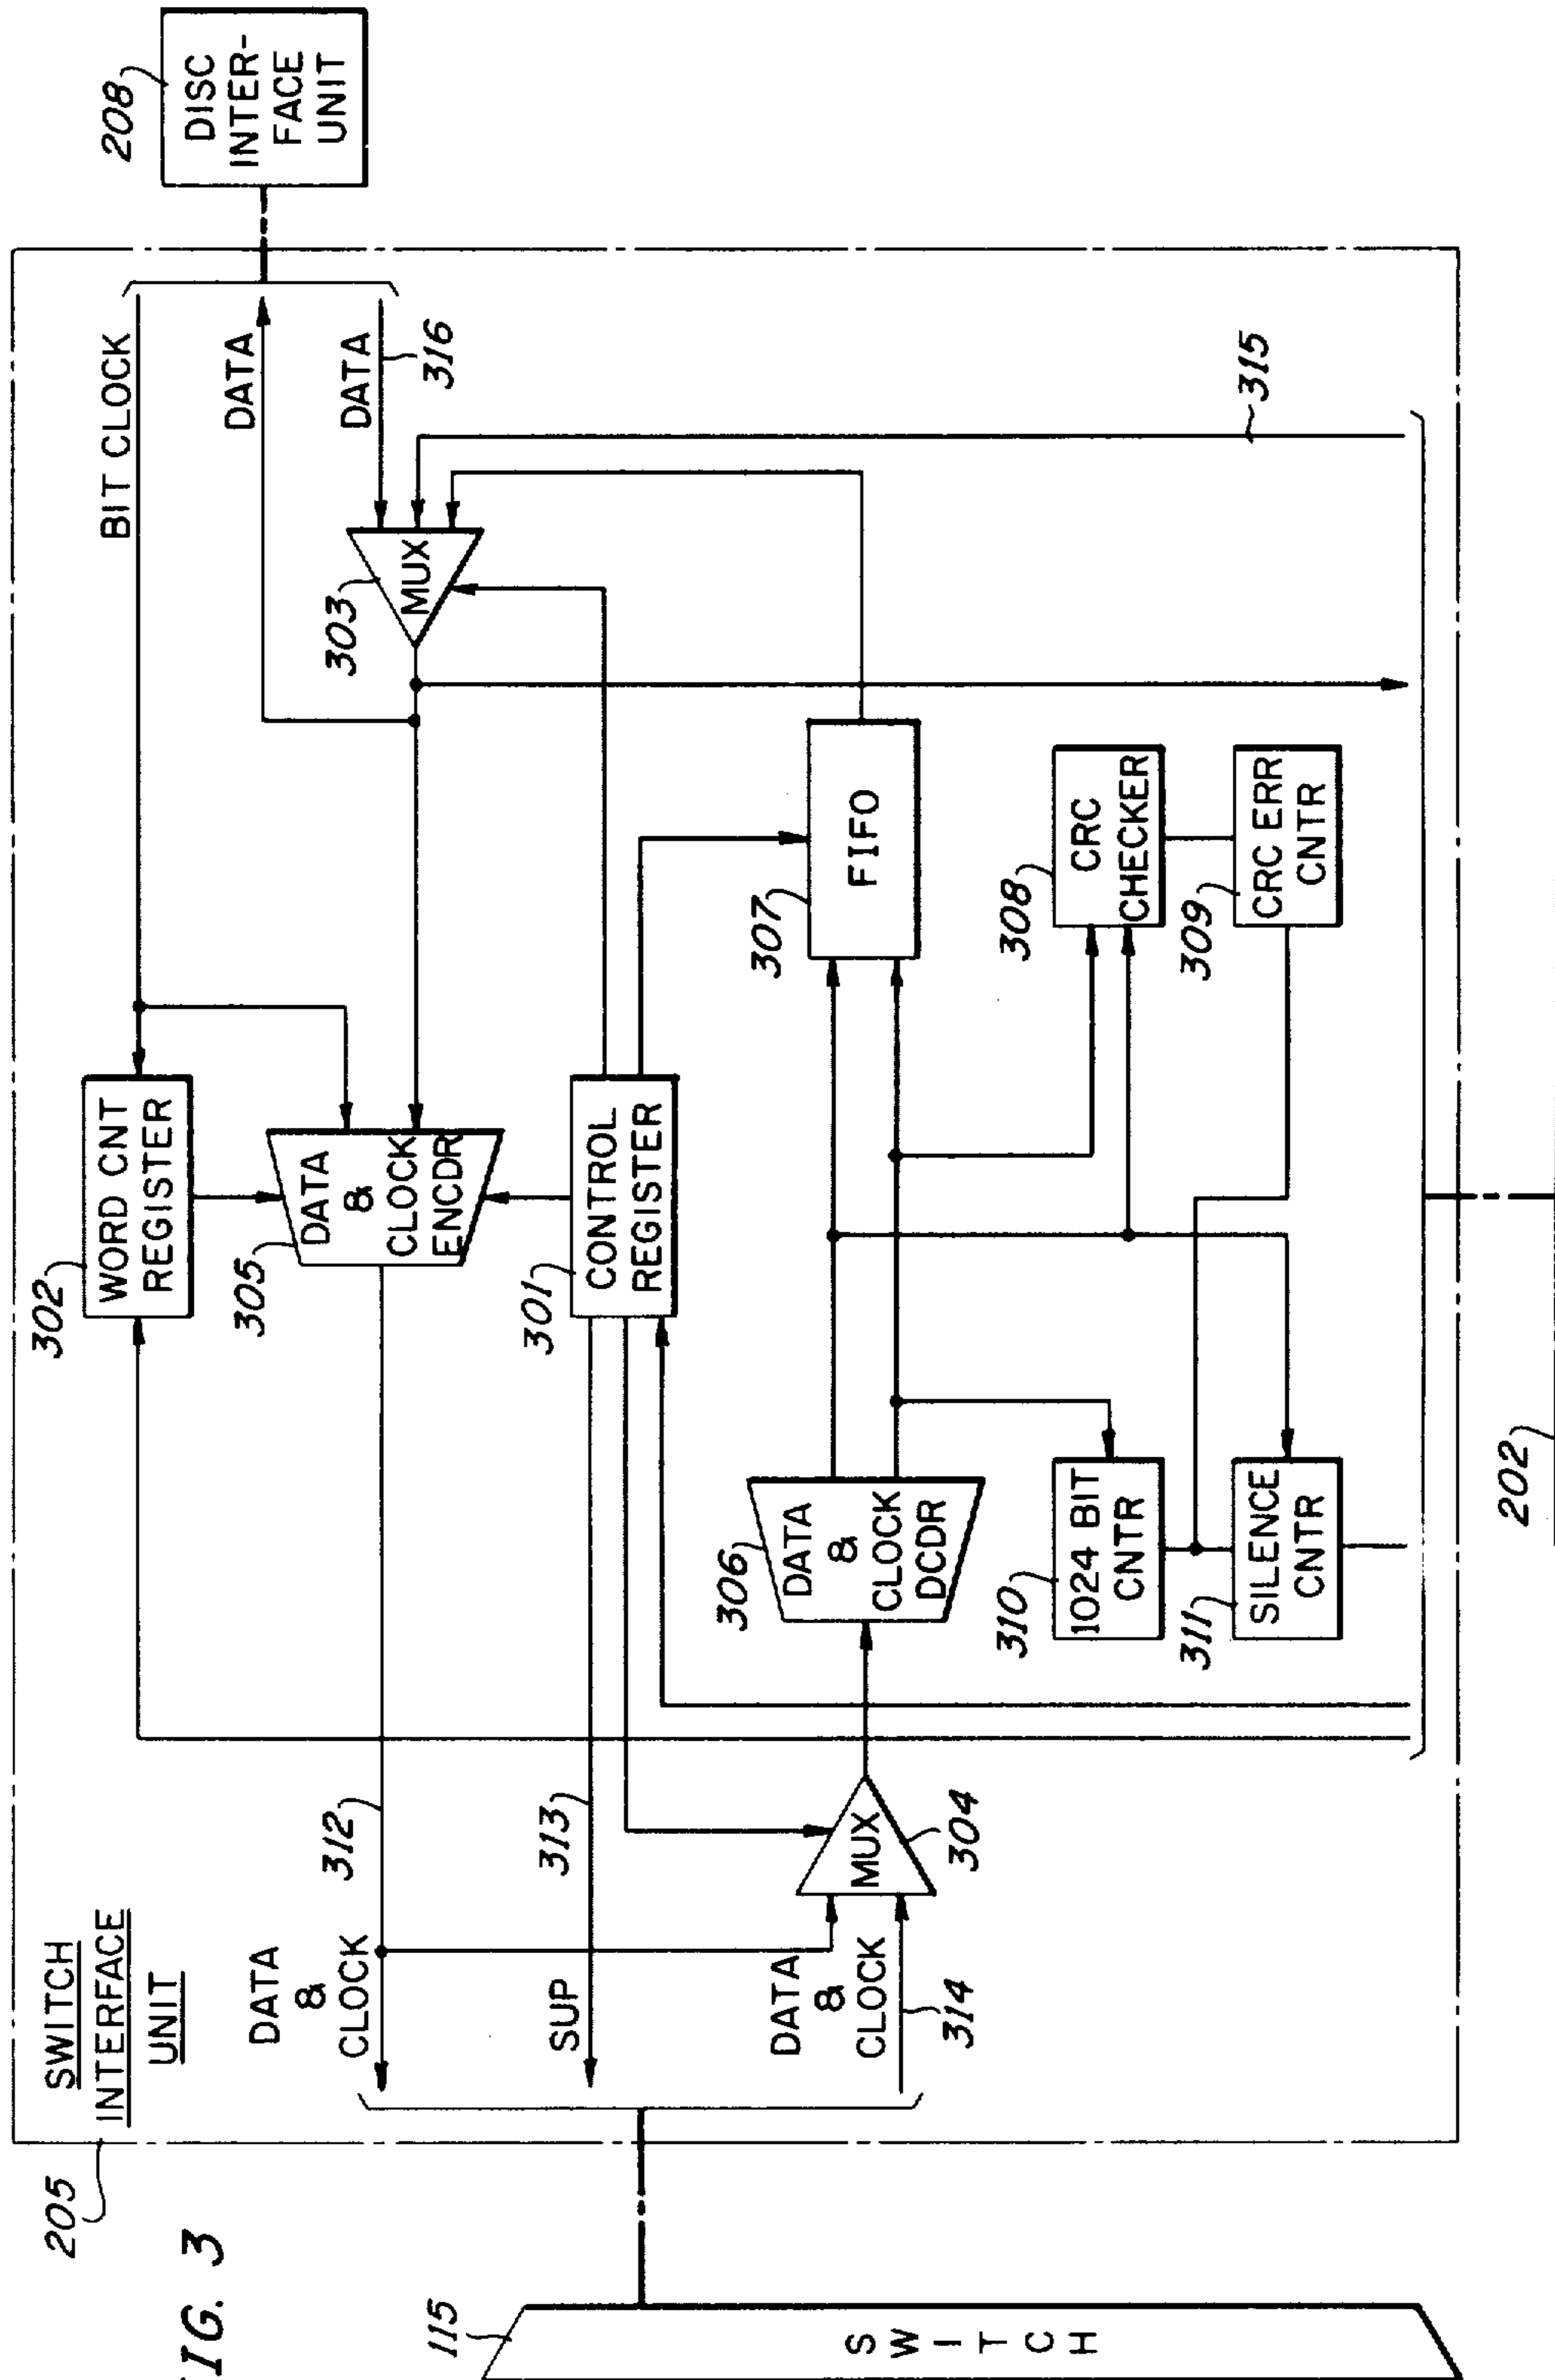 FIG. 3
205
SWITCH
INTERFACE
UNIT
115
SWITCH
DATA
&
CLOCK
312
SUP
313
DATA
&
CLOCK
314
MUX
304
302
WORD CNT
REGISTER
305
DATA
&
CLOCK
ENCDR
301
CONTROL
REGISTER
306
DATA
&
CLOCK
DCDR
310
1024 BIT
CNTR
311
SILENCE
CNTR
307
FIFO
308
CRC
CHECKER
309
CRC ERR
CNTR
303
MUX
BIT CLOCK
DATA
DATA
316
315
208
DISC
INTER-
FACE
UNIT
202